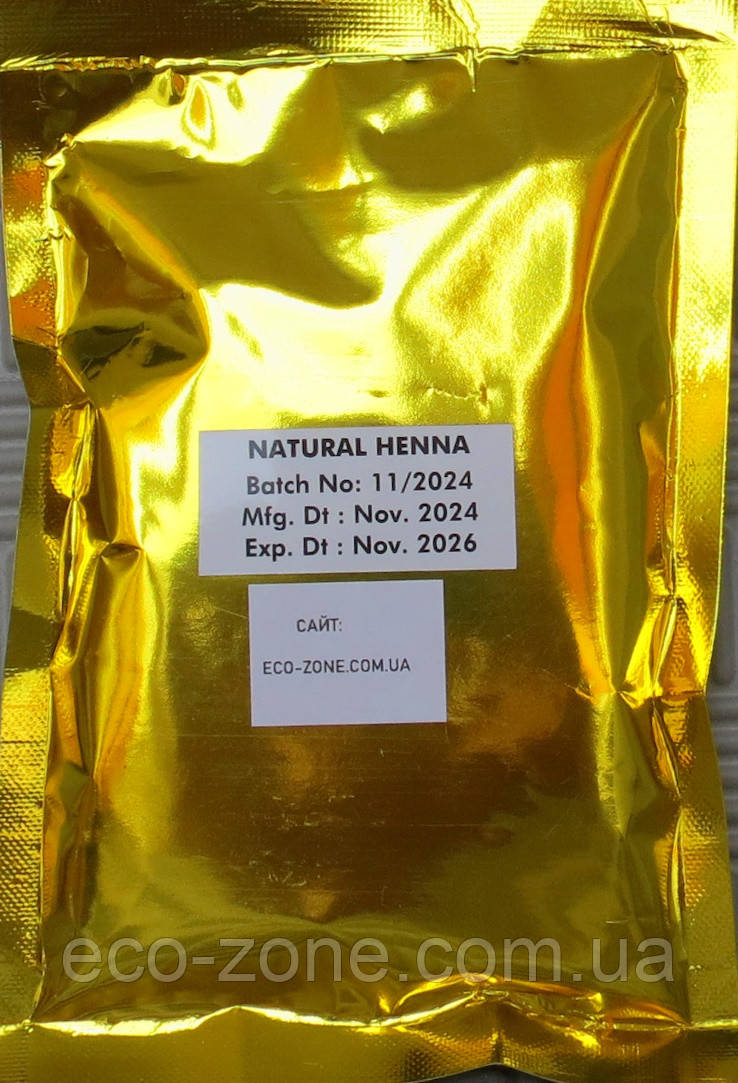 NATURAL HENNA
Batch No: 11/2024
Mfg. Dt : Nov. 2024
Exp. Dt : Nov. 2026
САЙТ:
ECO-ZONE.COM.UA
eco-zone.com.ua